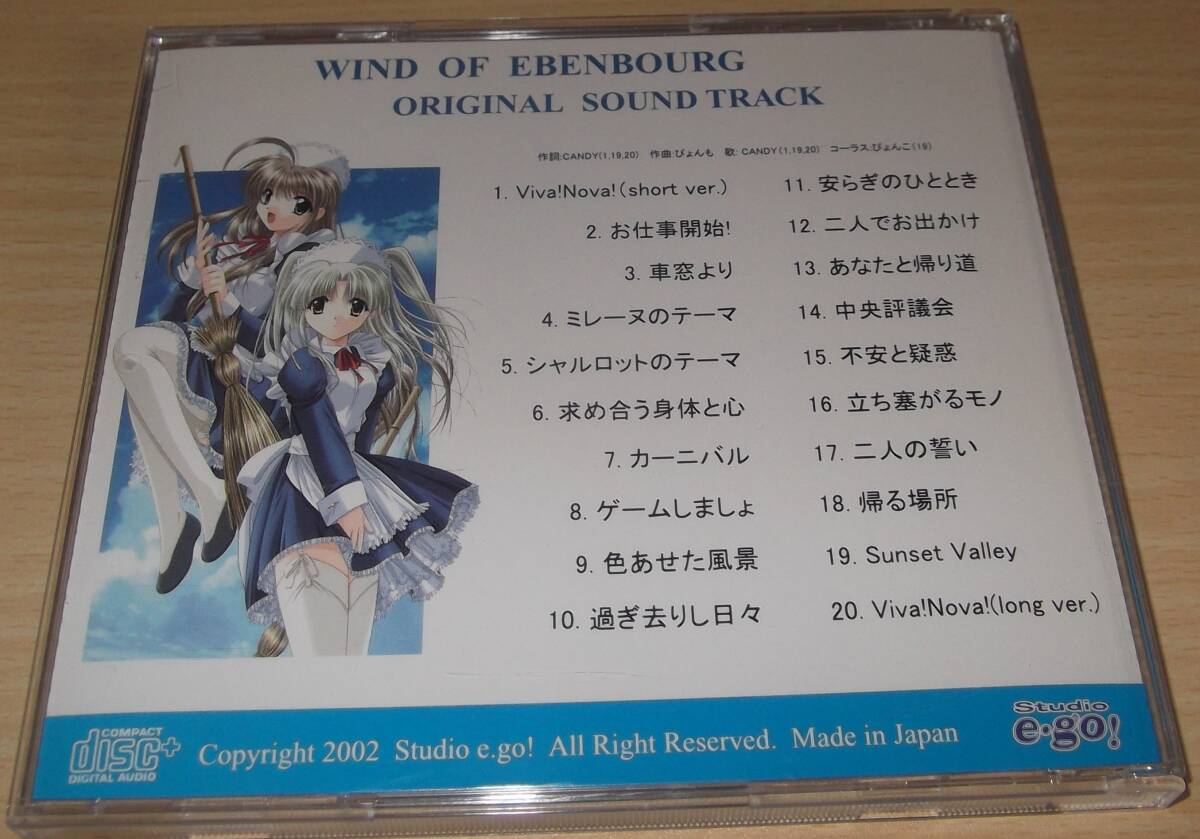 WIND OF EBENBOURG
ORIGINAL SOUND TRACK
作詞:CANDY(1,19,20) 作曲:ぴょんも 歌:CANDY(1,19,20) コーラス:ぴょんこ(19)
1. Viva!Nova!(short ver.)
2. お仕事開始!
3. 車窓より
4. ミレーヌのテーマ
5. シャルロットのテーマ
6. 求め合う身体と心
7. カーニバル
8. ゲームしましょ
9. 色あせた風景
10. 過ぎ去りし日々
11. 安らぎのひととき
12. 二人でお出かけ
13. あなたと帰り道
14. 中央評議会
15. 不安と疑惑
16. 立ち塞がるモノ
17. 二人の誓い
18. 帰る場所
19. Sunset Valley
20. Viva!Nova!(long ver.)
COMPACT
disc+
DIGITAL AUDIO
Copyright 2002 Studio e.go! All Right Reserved. Made in Japan
Studio
e・go!